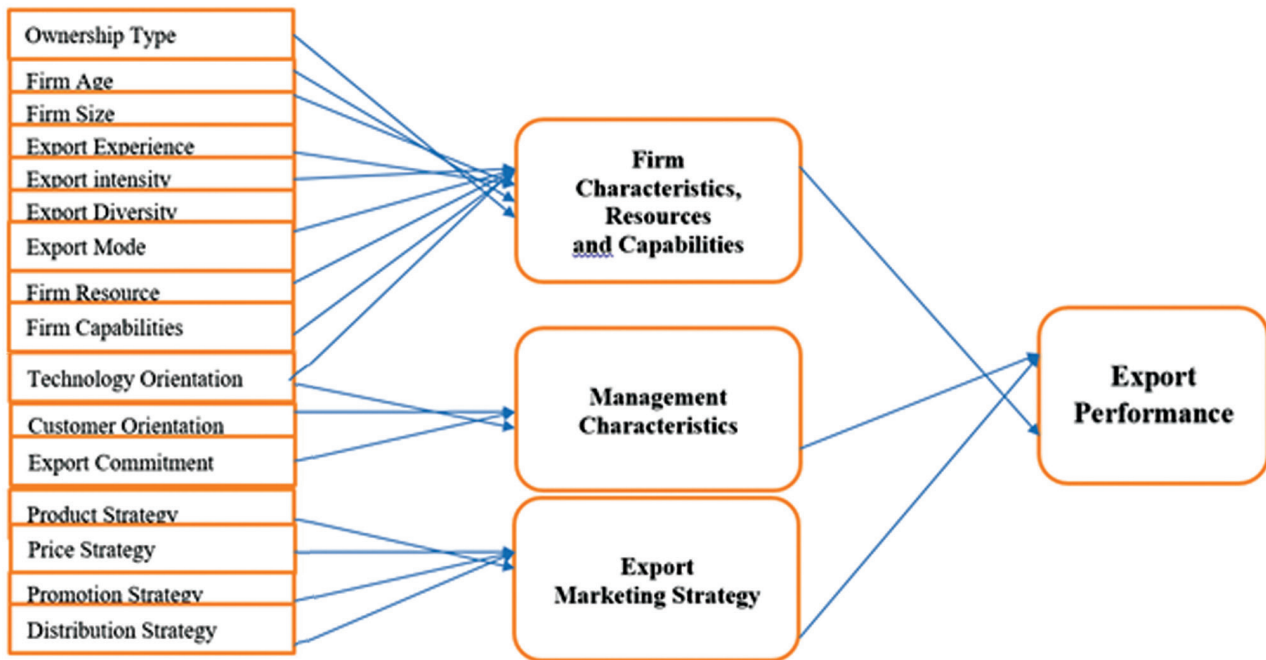 Ownership Type
Firm Age
Firm Size
Export Experience
Export intensity
Export Diversity
Export Mode
Firm Resource
Firm Capabilities
Technology Orientation
Customer Orientation
Export Commitment
Product Strategy
Price Strategy
Promotion Strategy
Distribution Strategy
Firm
Characteristics,
Resources
and Capabilities
Management
Characteristics
Export
Marketing Strategy
Export
Performance